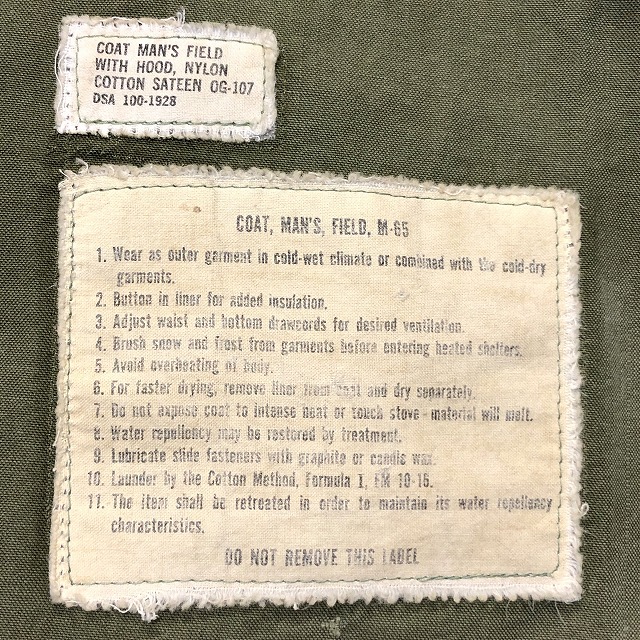 COAT MAN'S FIELD
WITH HOOD, NYLON
COTTON SATEEN OG-107
DSA 100-1928
COAT, MAN'S, FIELD, M-65
1. Wear as outer garment in cold-wet climate or combined with the cold-dry
garments.
2. Button in liner for added insulation.
3. Adjust waist and bottom drawcords for desired ventilation.
4. Brush snow and frost from garments before entering heated shelters.
5. Avoid overheating of body.
6. For faster drying, remove liner from coat and dry separately.
7. Do not expose coat to intense heat or touch stove - material will melt.
8. Water repellency may be restored by treatment.
9. Lubricate slide fasteners with graphite or candle wax.
10. Launder by the Cotton Method, Formula I, FM 10-16.
11. The item shall be retreated in order to maintain its water repellency
characteristics.
DO NOT REMOVE THIS LABEL